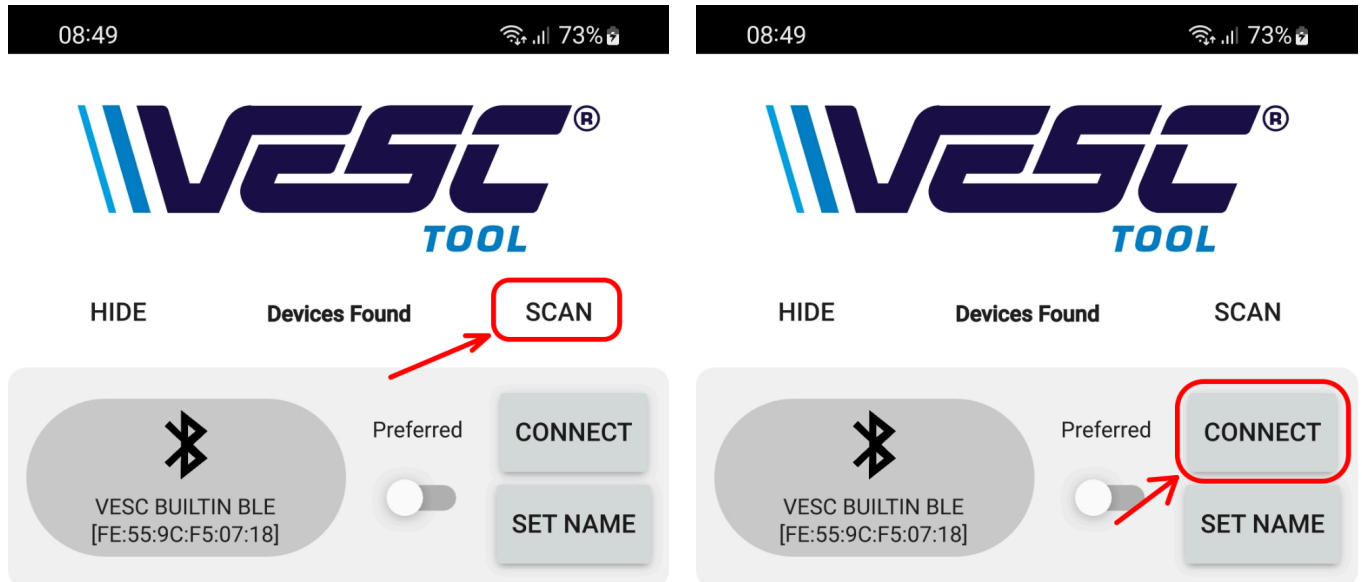 08:49 73%
VESC®
TOOL
HIDE Devices Found SCAN
Preferred CONNECT
VESC BUILTIN BLE
[FE:55:9C:F5:07:18]
SET NAME
08:49 73%
VESC®
TOOL
HIDE Devices Found SCAN
Preferred CONNECT
VESC BUILTIN BLE
[FE:55:9C:F5:07:18]
SET NAME